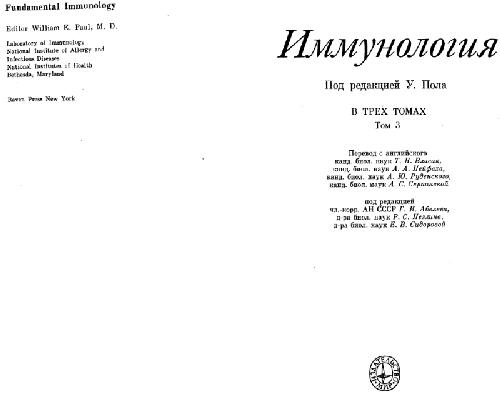 Fundamental Immunology
Editor William E. Paul, M. D.
Laboratory of Immunology
National Institute of Allergy and
Infectious Diseases
National Institutes of Health
Bethesda, Maryland
Raven Press New York
Иммунология
Под редакцией У. Пола
В ТРЕХ ТОМАХ
Том 3
Перевод с английского
канд. биол. наук Т. Н. Власик,
канд. биол. наук А. А. Нейфаха,
канд. биол. наук А. Ю. Руденского,
канд. биол. наук А. С.
под редакцией
чл.-корр. АН СССР Г. И. Абелева,
д-ра биол. наук Р. С. Незлина,
д-ра биол. наук Е. В. Сидоровой